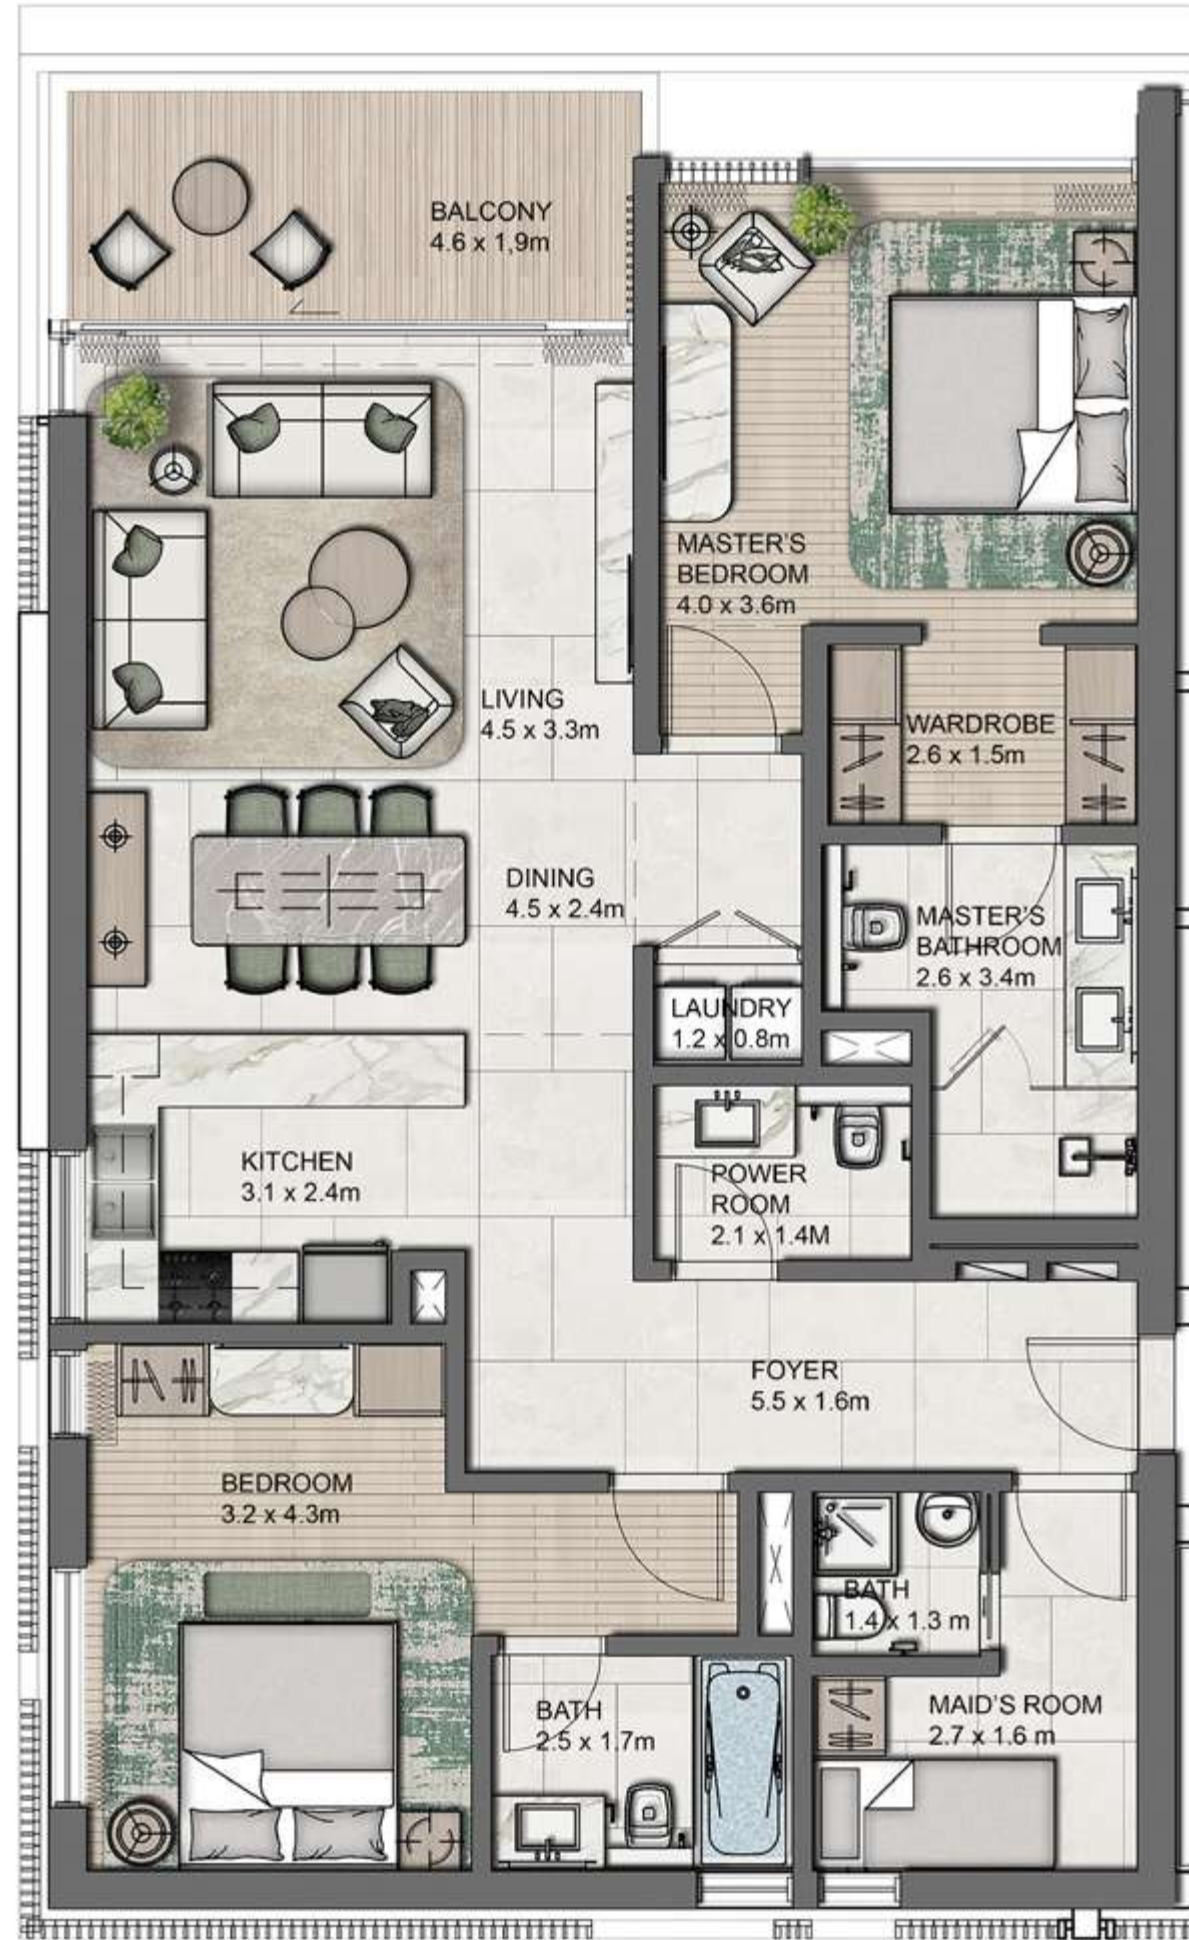 BALCONY
4.6 x 1,9m
MASTER'S
BEDROOM
4.0 x 3.6m
LIVING
4.5 x 3.3m
WARDROBE
2.6 x 1.5m
DINING
4.5 x 2.4m
MASTER'S
BATHROOM
2.6 x 3.4m
LAUNDRY
1.2 x 0.8m
KITCHEN
3.1 x 2.4m
POWER
ROOM
2.1 x 1.4M
FOYER
5.5 x 1.6m
BEDROOM
3.2 x 4.3m
BATH
1.4 x 1.3 m
BATH
2.5 x 1.7m
MAID'S ROOM
2.7 x 1.6 m